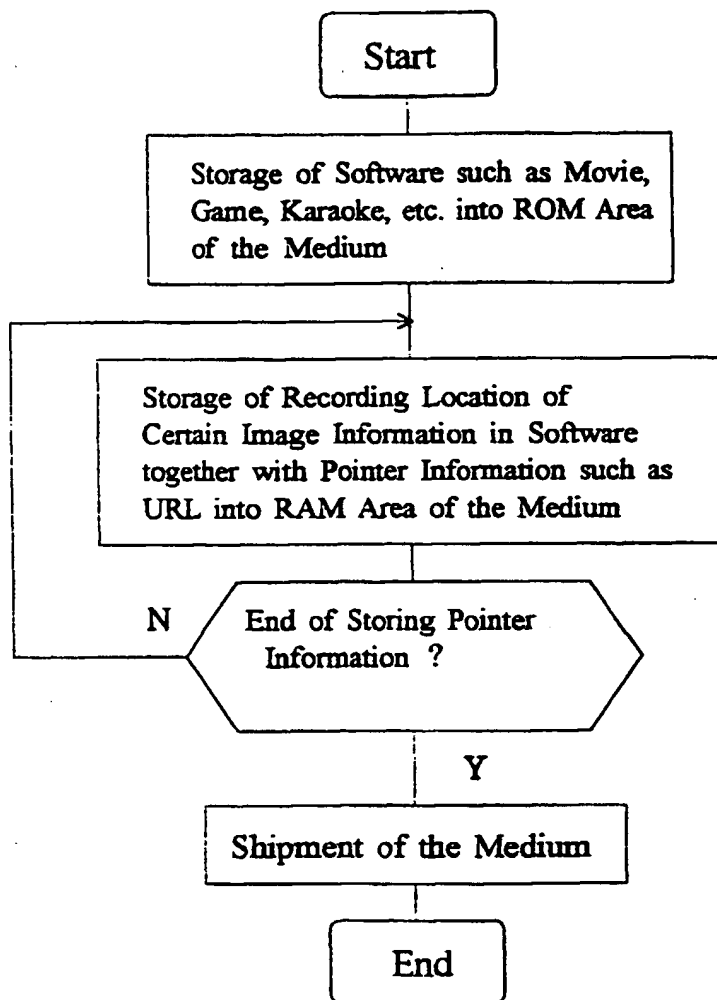 Start
Storage of Software such as Movie,
Game, Karaoke, etc. into ROM Area
of the Medium
Storage of Recording Location of
Certain Image Information in Software
together with Pointer Information such as
URL into RAM Area of the Medium
N
End of Storing Pointer
Information ?
Y
Shipment of the Medium
End